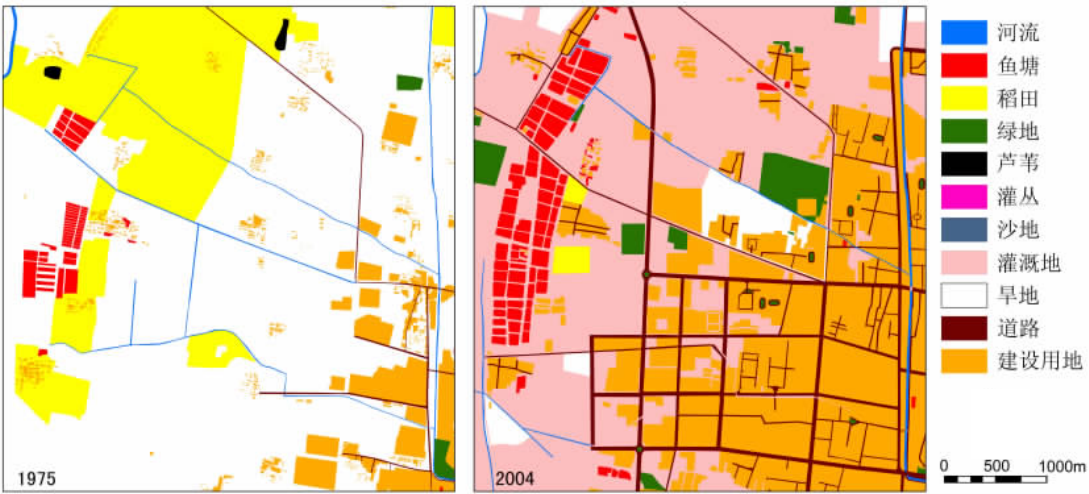 1975
2004
河流
鱼塘
稻田
绿地
芦苇
灌丛
沙地
灌溉地
旱地
道路
建设用地
0 500 1000m